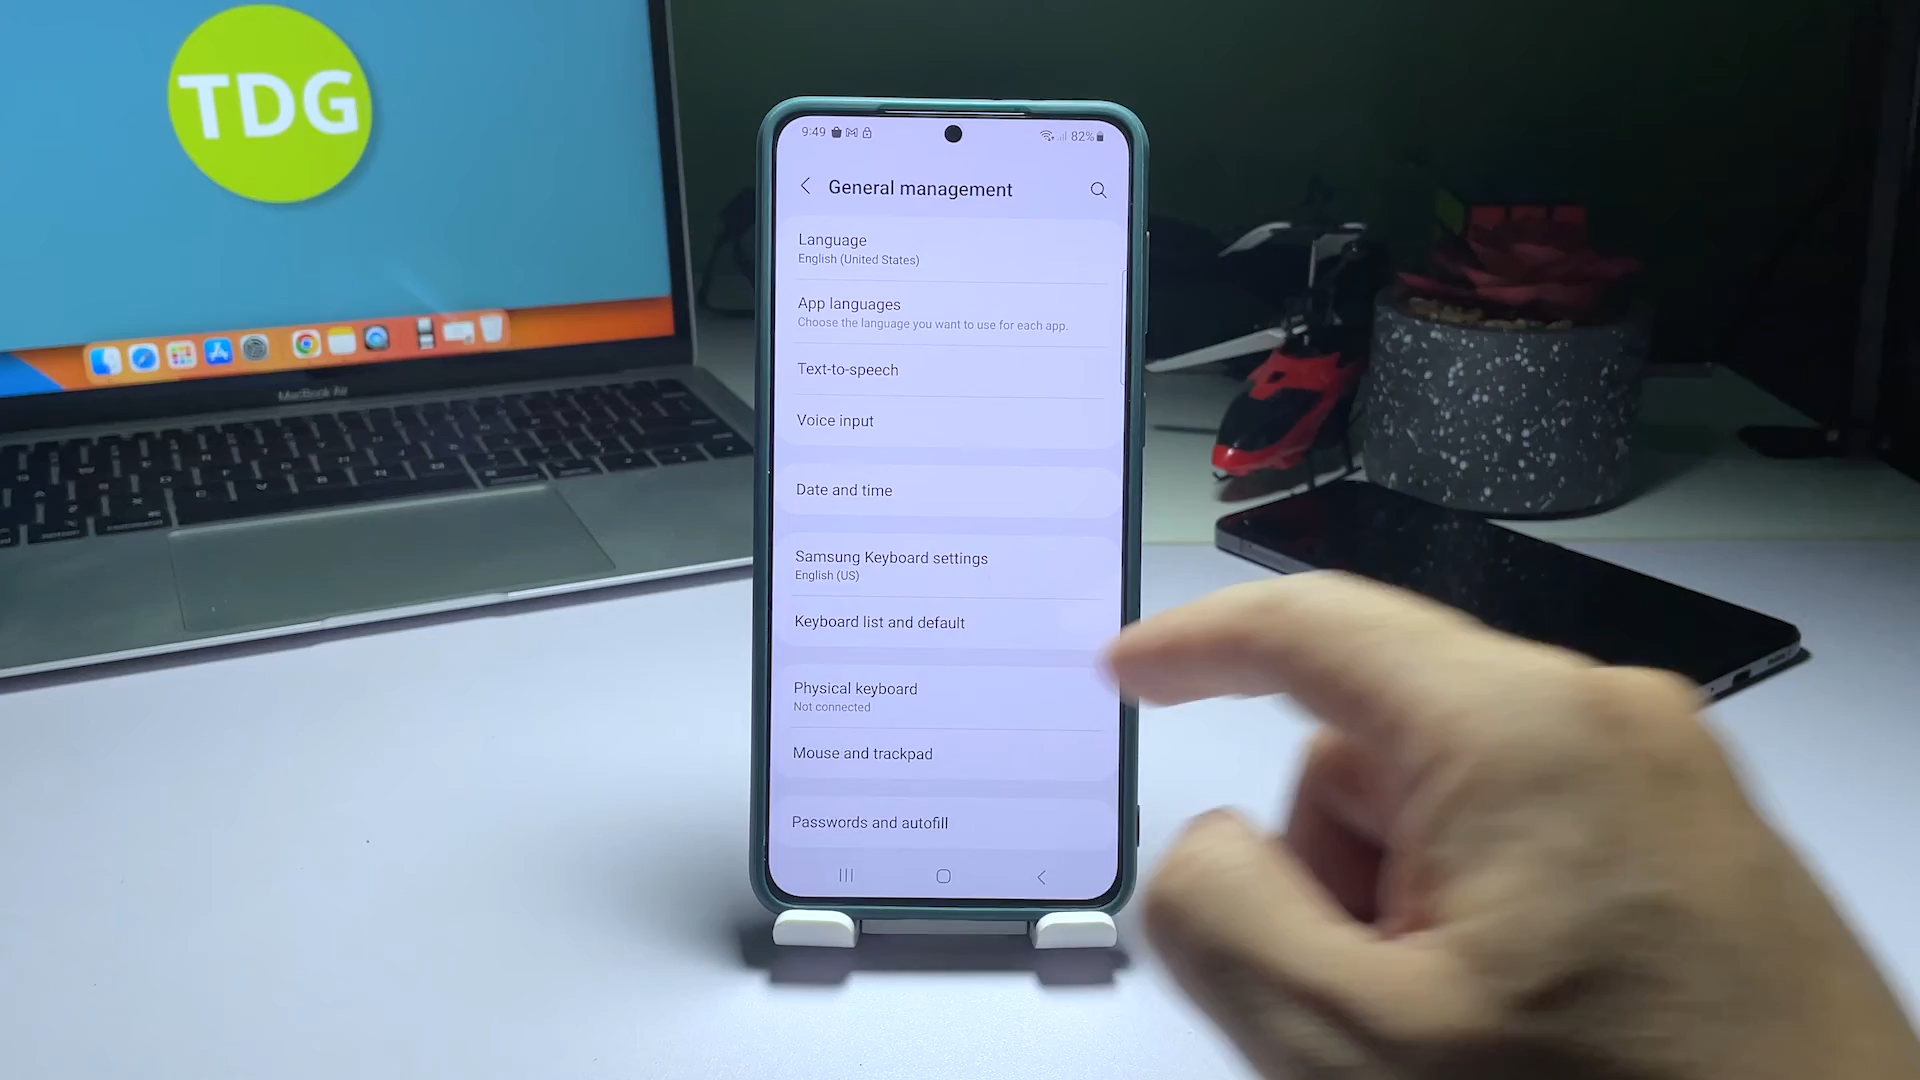 TDG
MacBook Air
9:49
82%
General management
Language
English (United States)
App languages
Choose the language you want to use for each app.
Text-to-speech
Voice input
Date and time
Samsung Keyboard settings
English (US)
Keyboard list and default
Physical keyboard
Not connected
Mouse and trackpad
Passwords and autofill